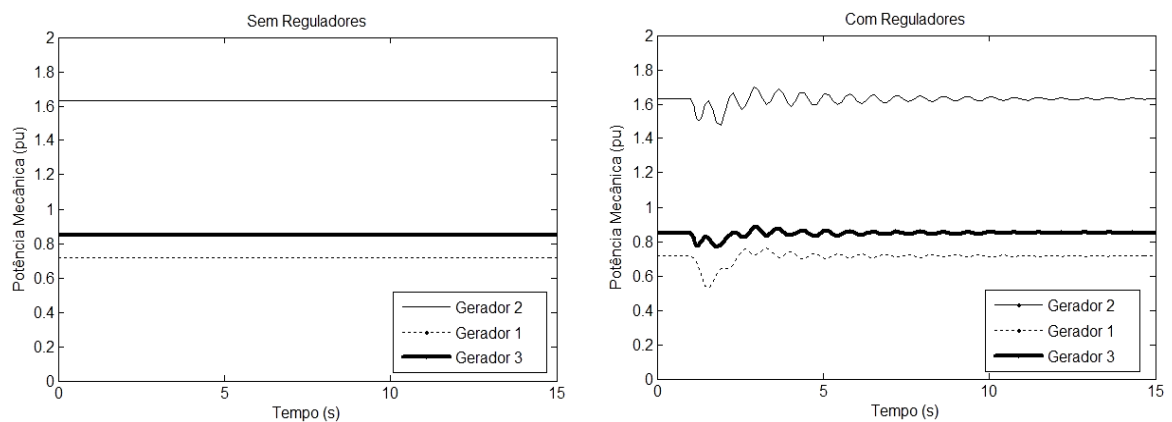 Sem Reguladores
2
1.8
1.6
1.4
1.2
1
0.8
0.6
0.4
0.2
0
Potência Mecânica (pu)
Gerador 2
Gerador 1
Gerador 3
0 5 10 15
Tempo (s)
Com Reguladores
2
1.8
1.6
1.4
1.2
1
0.8
0.6
0.4
0.2
0
Potência Mecânica (pu)
Gerador 2
Gerador 1
Gerador 3
0 5 10 15
Tempo (s)